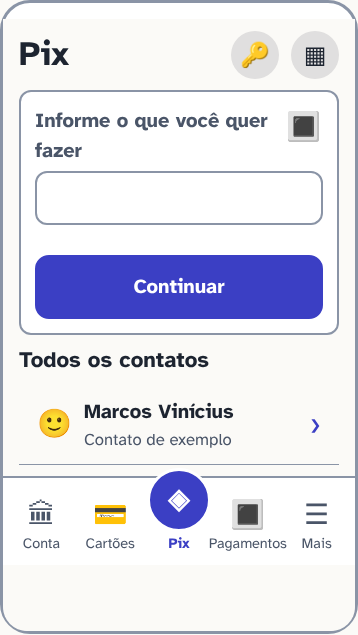 Pix
Informe o que você quer
fazer
Continuar
Todos os contatos
Marcos Vinícius
Contato de exemplo
Conta
Cartões
Pix
Pagamentos
Mais